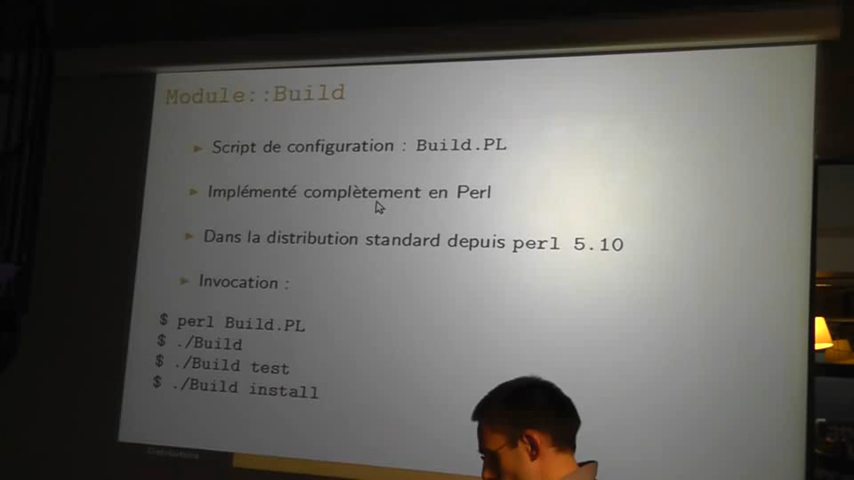 Module::Build
Script de configuration : Build.PL
Implémenté complètement en Perl
Dans la distribution standard depuis perl 5.10
Invocation :
$ perl Build.PL
$ ./Build
$ ./Build test
$ ./Build install
Distributions